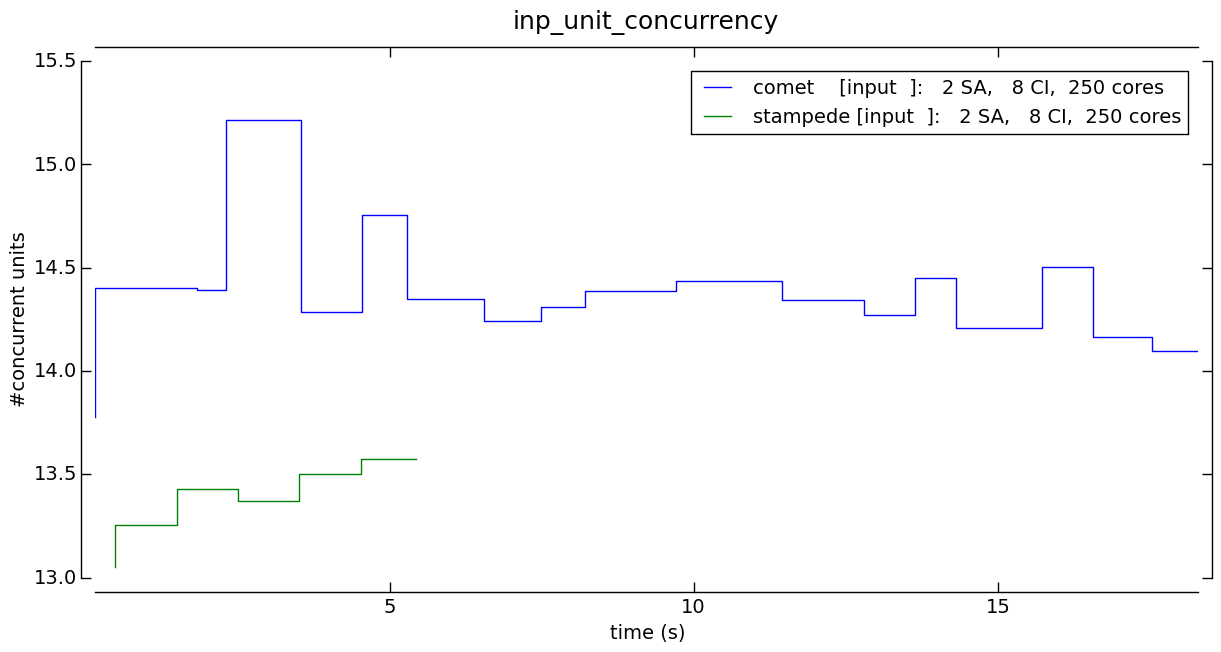 inp_unit_concurrency
15.5
15.0
14.5
14.0
13.5
13.0
#concurrent units
comet    [input  ]:   2 SA,   8 CI,  250 cores
stampede [input  ]:   2 SA,   8 CI,  250 cores
5 10 15
time (s)